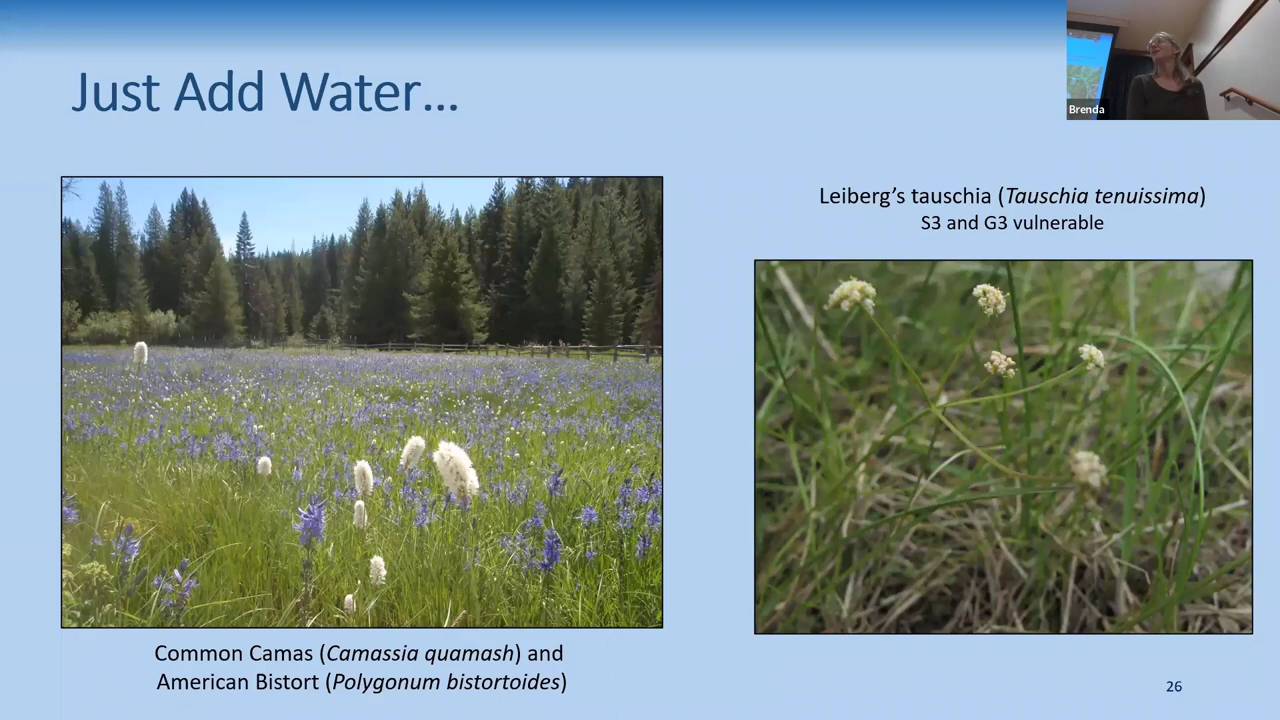 Just Add Water...
Brenda
Leiberg’s tauschia (Tauschia tenuissima)
S3 and G3 vulnerable
Common Camas (Camassia quamash) and
American Bistort (Polygonum bistortoides)
26